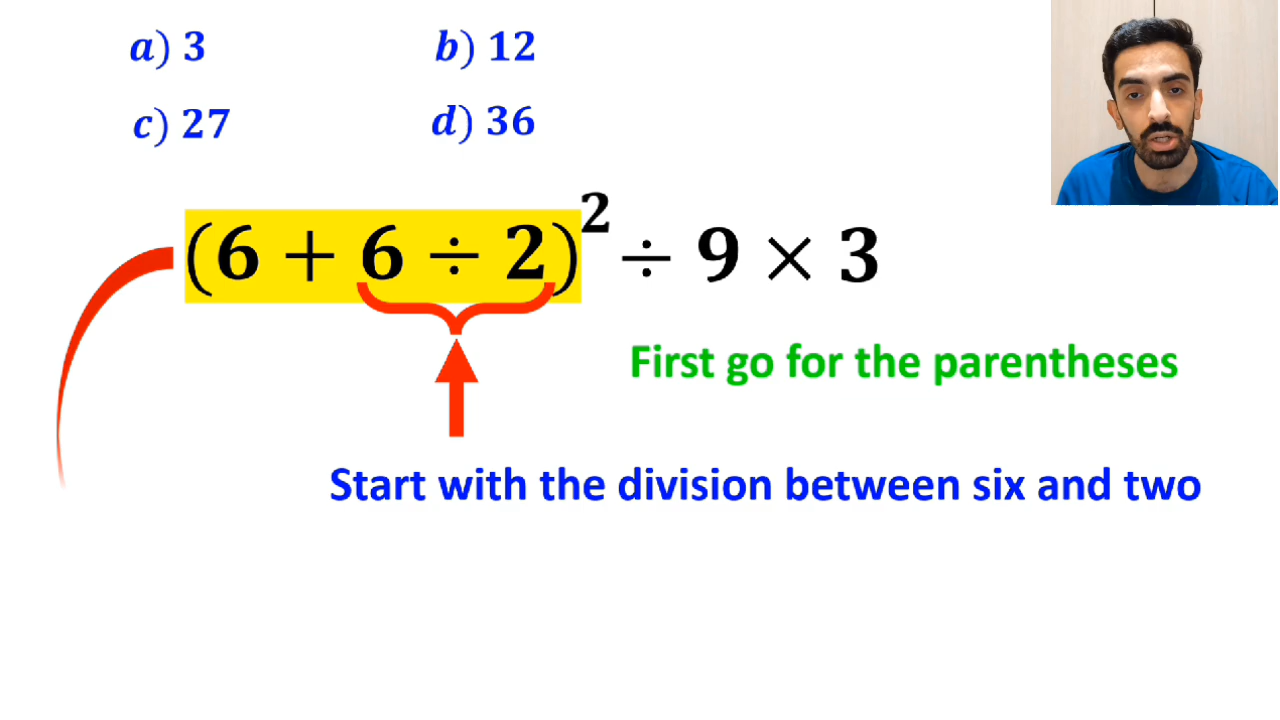 a) 3 b) 12
c) 27 d) 36
(6 + 6 ÷ 2)² ÷ 9 × 3
First go for the parentheses
Start with the division between six and two